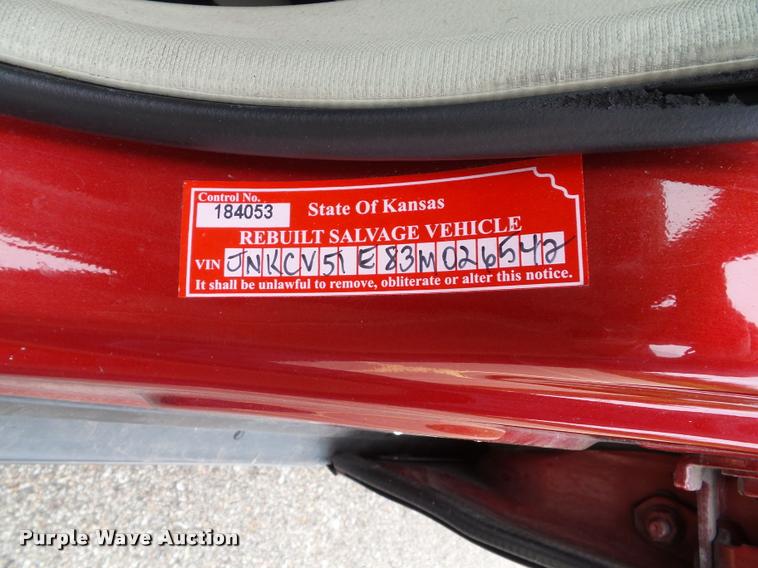 Control No.
184053
State Of Kansas
REBUILT SALVAGE VEHICLE
VIN JNKCV51E83M026542
It shall be unlawful to remove, obliterate or alter this notice.
Purple Wave Auction